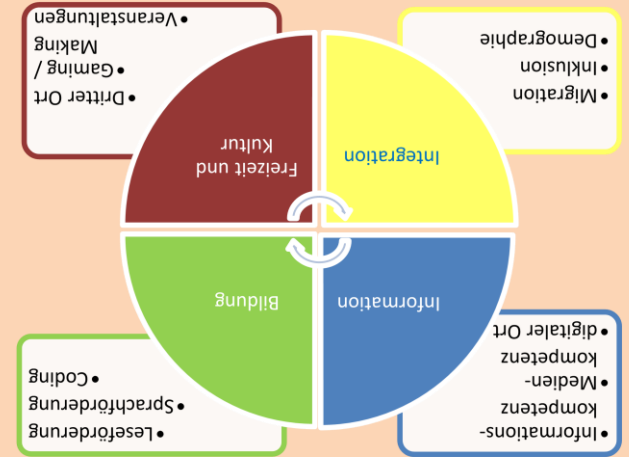 • Informations-
kompetenz
• Medien-
kompetenz
• digitaler Ort
Information
• Leseförderung
• Sprachförderung
• Coding
Bildung
Integration
• Migration
• Inklusion
• Demographie
Freizeit und
Kultur
• Dritter Ort
• Gaming /
Making
• Veranstaltungen